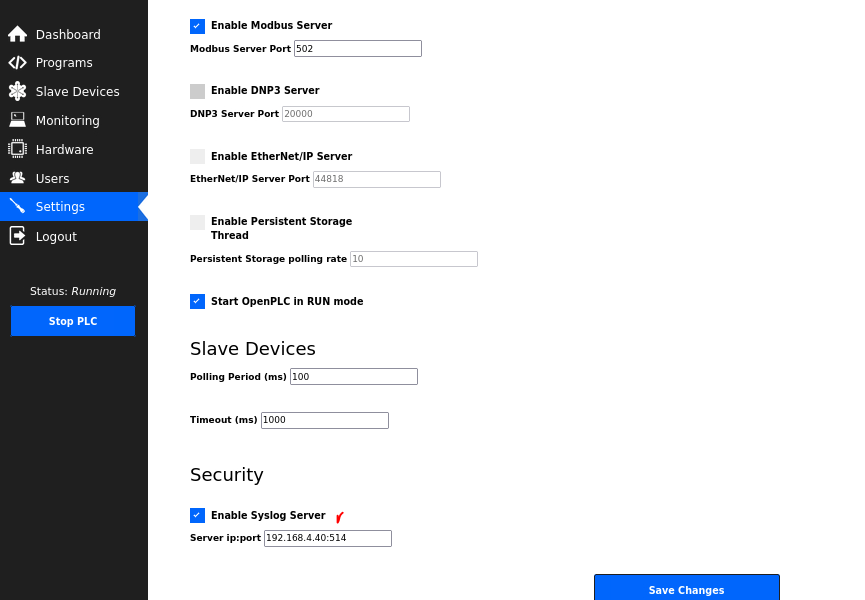 Dashboard
Programs
Slave Devices
Monitoring
Hardware
Users
Settings
Logout
Status: Running
Stop PLC
Enable Modbus Server
Modbus Server Port 502
Enable DNP3 Server
DNP3 Server Port 20000
Enable EtherNet/IP Server
EtherNet/IP Server Port 44818
Enable Persistent Storage
Thread
Persistent Storage polling rate 10
Start OpenPLC in RUN mode
Slave Devices
Polling Period (ms) 100
Timeout (ms) 1000
Security
Enable Syslog Server
Server ip:port 192.168.4.40:514
Save Changes